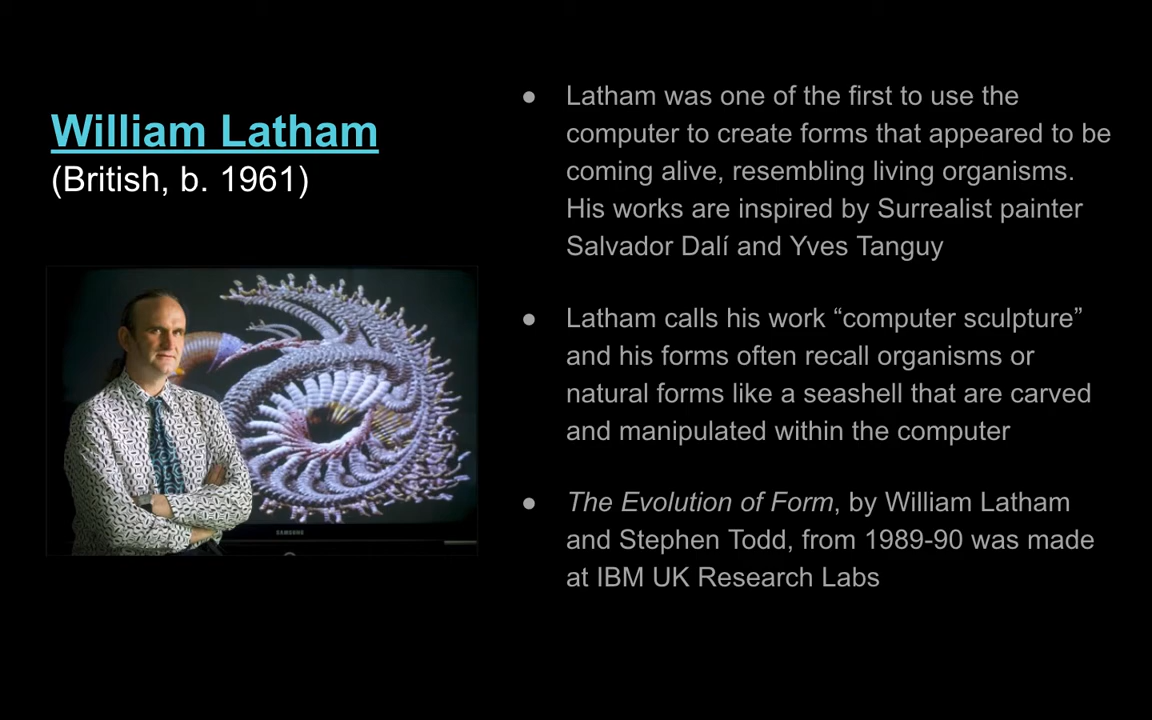 William Latham
(British, b. 1961)
● Latham was one of the first to use the
computer to create forms that appeared to be
coming alive, resembling living organisms.
His works are inspired by Surrealist painter
Salvador Dalí and Yves Tanguy
● Latham calls his work “computer sculpture”
and his forms often recall organisms or
natural forms like a seashell that are carved
and manipulated within the computer
● The Evolution of Form, by William Latham
and Stephen Todd, from 1989-90 was made
at IBM UK Research Labs
SAMSUNG